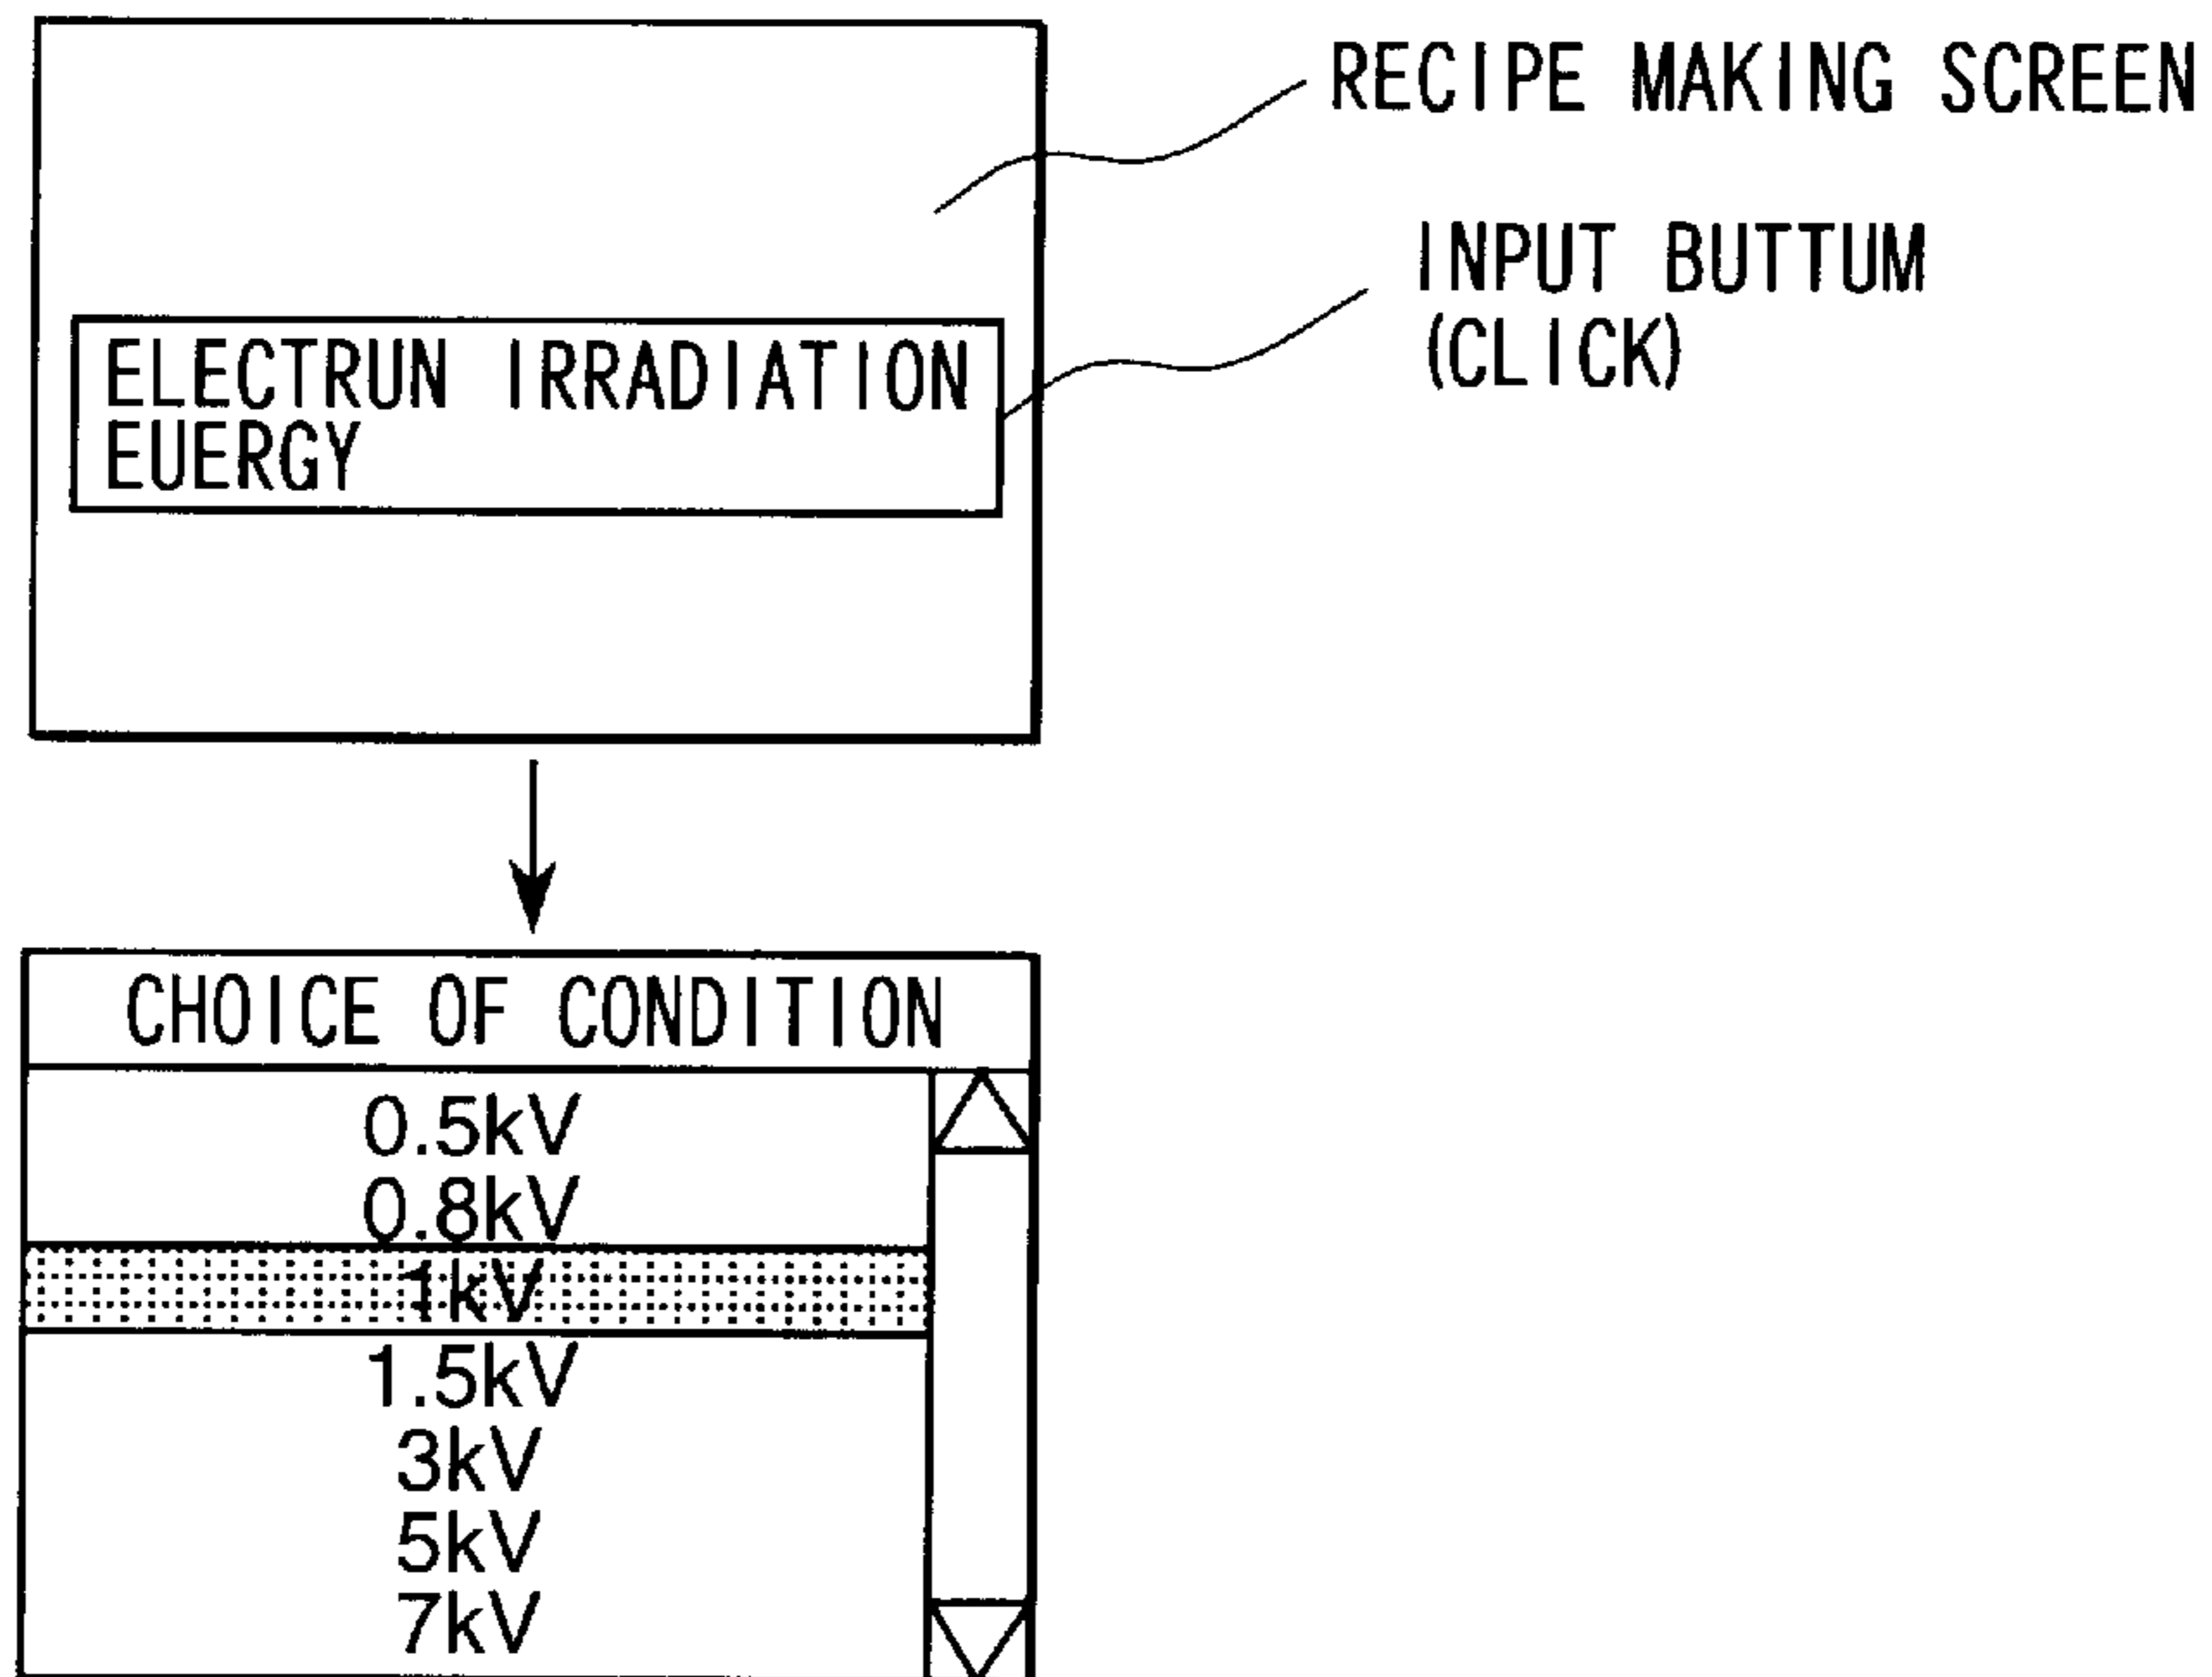 RECIPE MAKING SCREEN
INPUT BUTTUM
(CLICK)
ELECTRUN IRRADIATION
EUERGY
CHOICE OF CONDITION
0.5kV
0.8kV
1kV
1.5kV
3kV
5kV
7kV